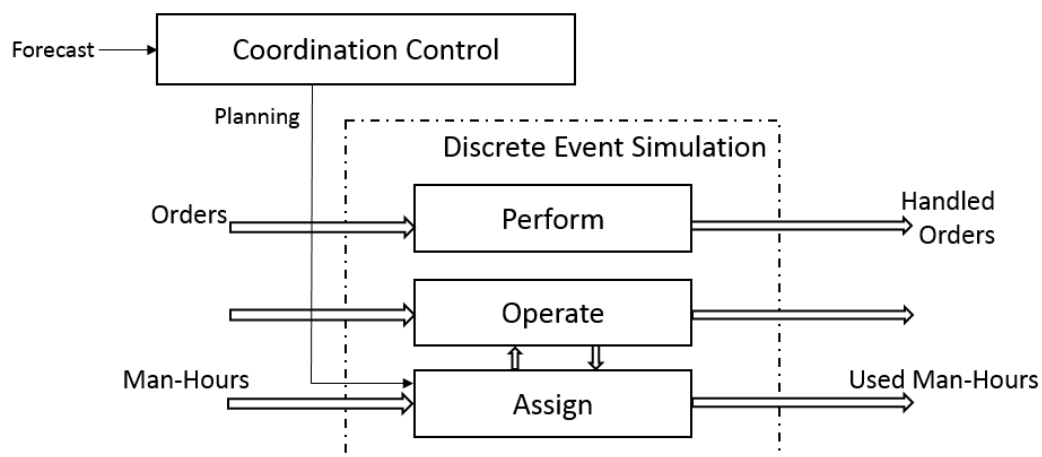 Forecast
Coordination Control
Planning
Discrete Event Simulation
Orders
Perform
Handled
Orders
Operate
Man-Hours
Assign
Used Man-Hours